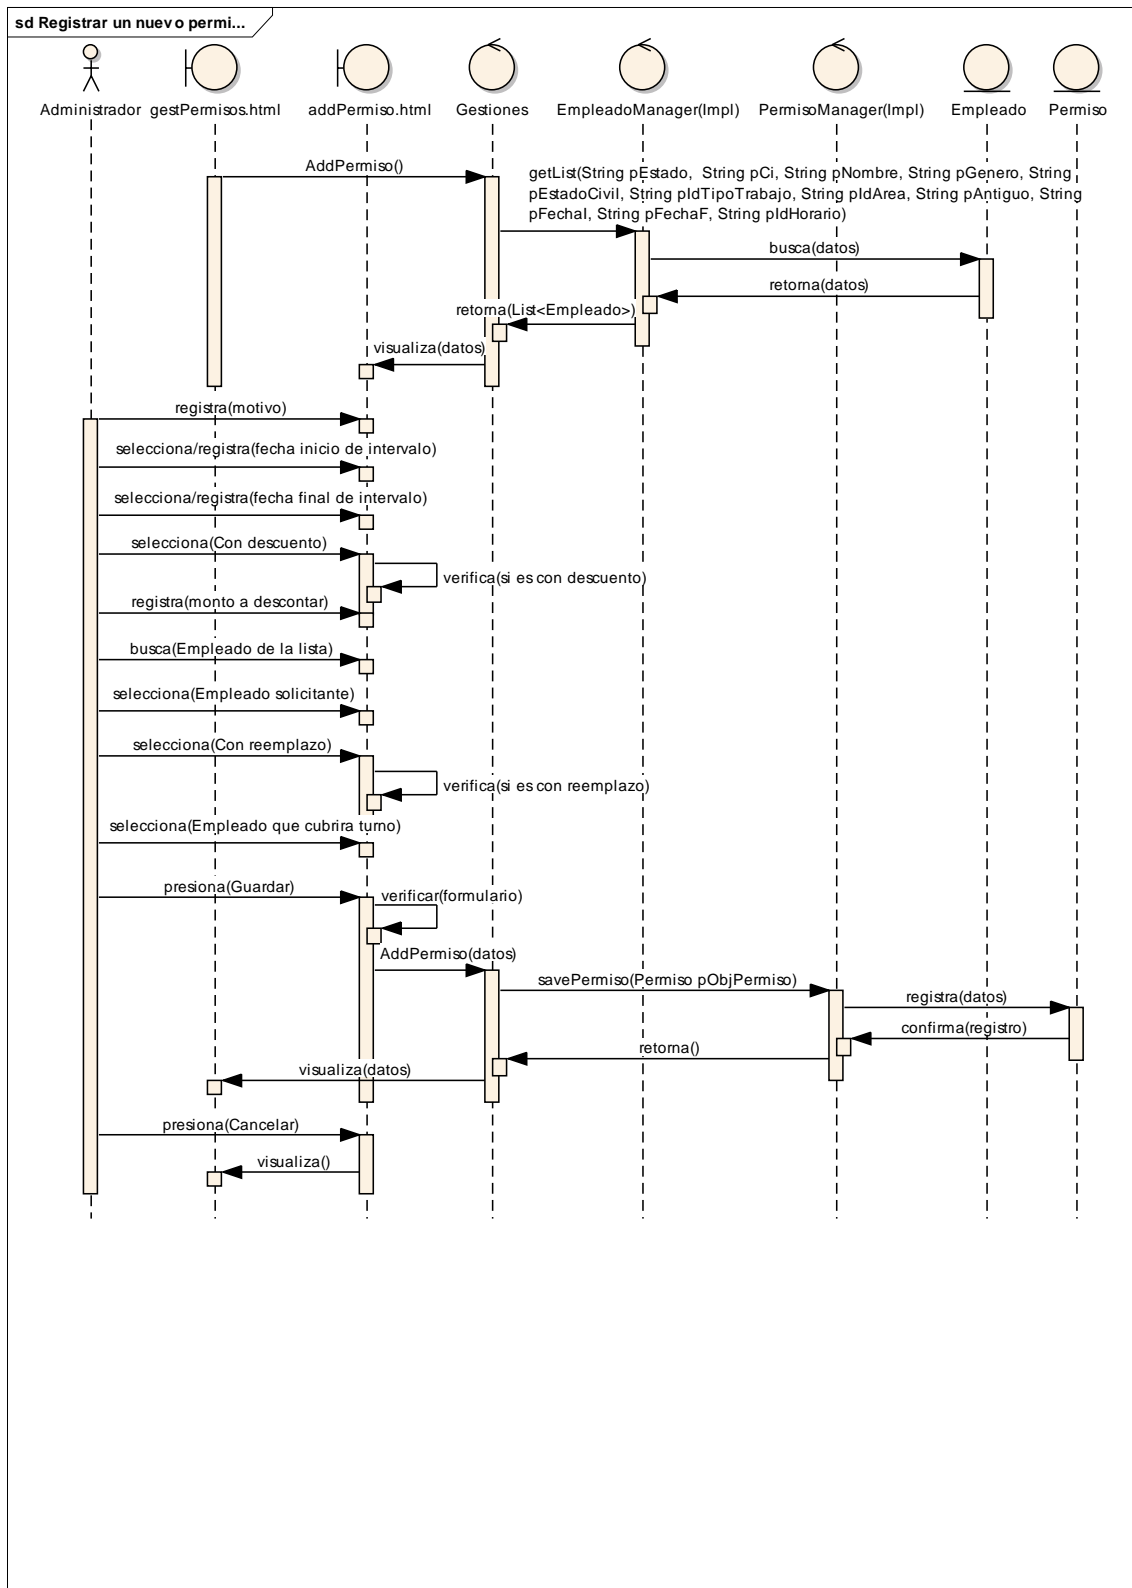 sd Registrar un nuevo permi...
Administrador
gestPermisos.html
addPermiso.html
Gestiones
EmpleadoManager(Impl)
PermisoManager(Impl)
Empleado
Permiso
AddPermiso()
getList(String pEstado, String pCi, String pNombre, String pGenero, String
pEstadoCivil, String pIdTipoTrabajo, String pIdArea, String pAntiguo, String
pFechaI, String pFechaF, String pIdHorario)
busca(datos)
retorna(datos)
retorna(List<Empleado>)
visualiza(datos)
registra(motivo)
selecciona/registra(fecha inicio de intervalo)
selecciona/registra(fecha final de intervalo)
selecciona(Con descuento)
verifica(si es con descuento)
registra(monto a descontar)
busca(Empleado de la lista)
selecciona(Empleado solicitante)
selecciona(Con reemplazo)
verifica(si es con reemplazo)
selecciona(Empleado que cubrira turno)
presiona(Guardar)
verificar(formulario)
AddPermiso(datos)
savePermiso(Permiso pObjPermiso)
registra(datos)
confirma(registro)
retorna()
visualiza(datos)
presiona(Cancelar)
visualiza()